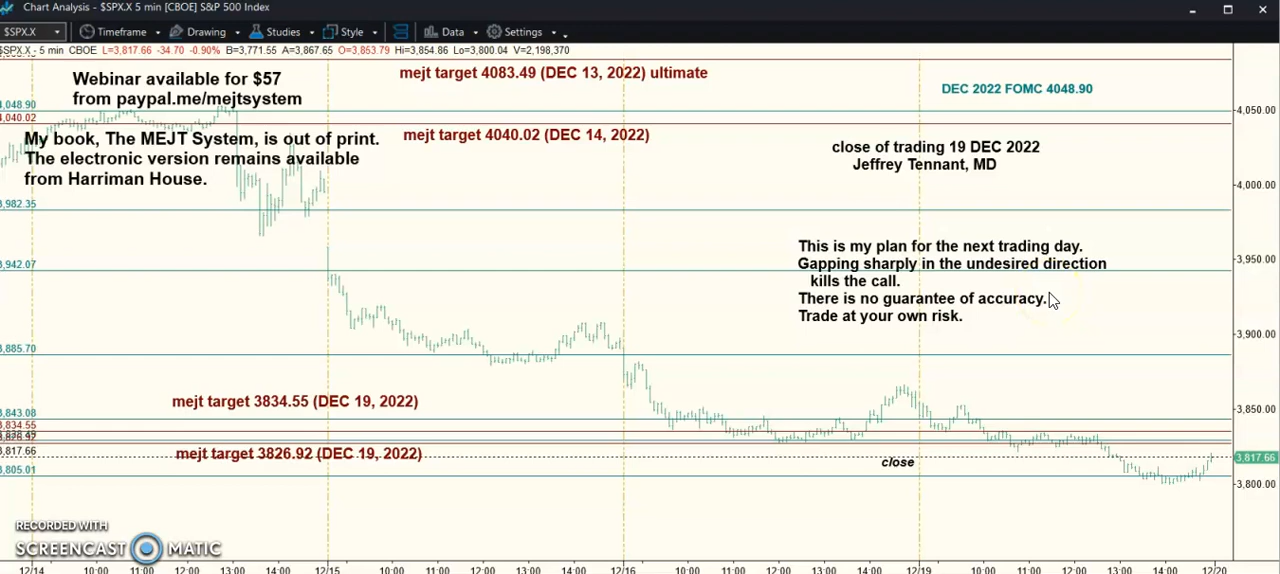 Chart Analysis - $SPX.X 5 min [CBOE] S&P 500 Index
$SPX.X Timeframe Drawing Studies Style Data Settings
$SPX.X - 5 min CBOE L=3,817.66 -34.70 -0.90% B=3,771.55 A=3,867.65 O=3,853.79 Hi=3,854.86 Lo=3,800.04 V=2,198,370
Webinar available for $57
from paypal.me/mejtsystem
mejt target 4083.49 (DEC 13, 2022) ultimate
DEC 2022 FOMC 4048.90
4,048.90
4,050.00
4,040.02
My book, The MEJT System, is out of print.
The electronic version remains available
from Harriman House.
mejt target 4040.02 (DEC 14, 2022)
close of trading 19 DEC 2022
Jeffrey Tennant, MD
4,000.00
3,982.35
This is my plan for the next trading day.
Gapping sharply in the undesired direction
kills the call.
There is no guarantee of accuracy.
Trade at your own risk.
3,950.00
3,942.07
3,900.00
3,885.70
mejt target 3834.55 (DEC 19, 2022)
3,850.00
3,843.08
3,834.55
mejt target 3826.92 (DEC 19, 2022)
3,817.66
close
3,817.66
3,805.01
3,800.00
RECORDED WITH
SCREENCAST MATIC
12/14 10:00 11:00 12:00 13:00 14:00 12/15 10:00 11:00 12:00 13:00 14:00 12/16 10:00 11:00 12:00 13:00 14:00 12/19 10:00 11:00 12:00 13:00 14:00 12/20